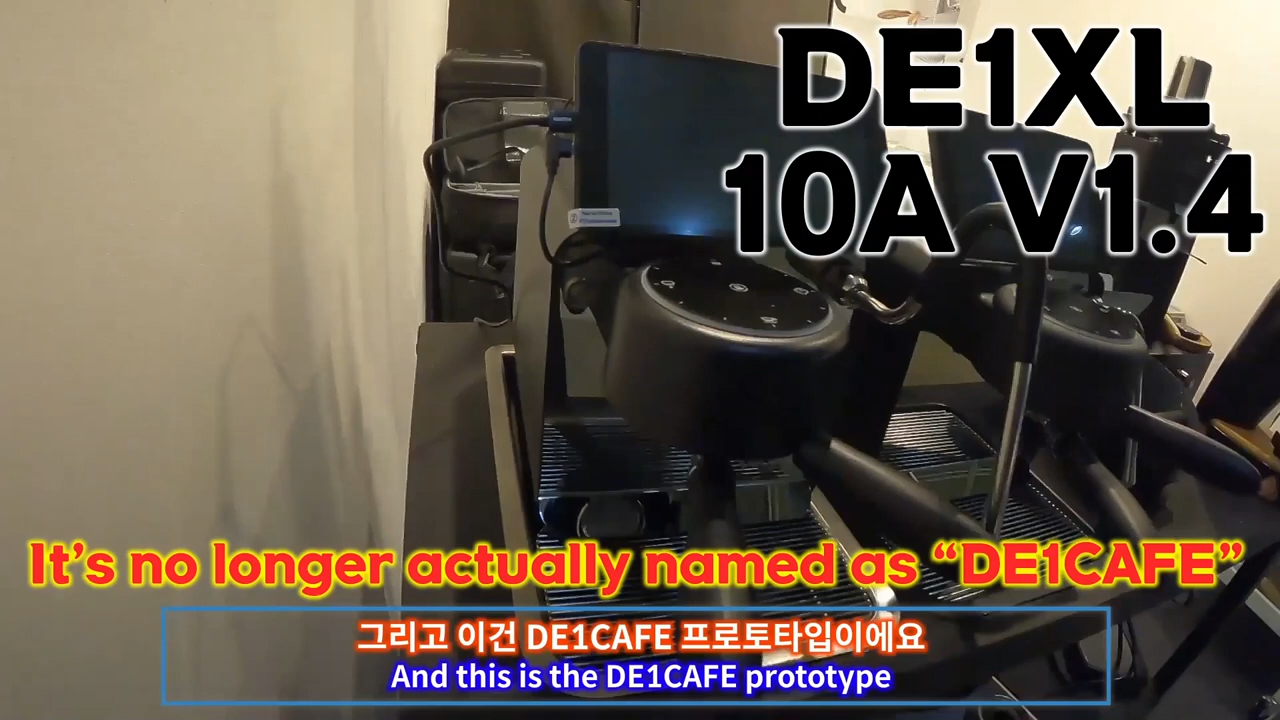 DE1XL
10A V1.4
It's no longer actually named as “DE1CAFE”
그리고 이건 DE1CAFE 프로토타입이에요
And this is the DE1CAFE prototype